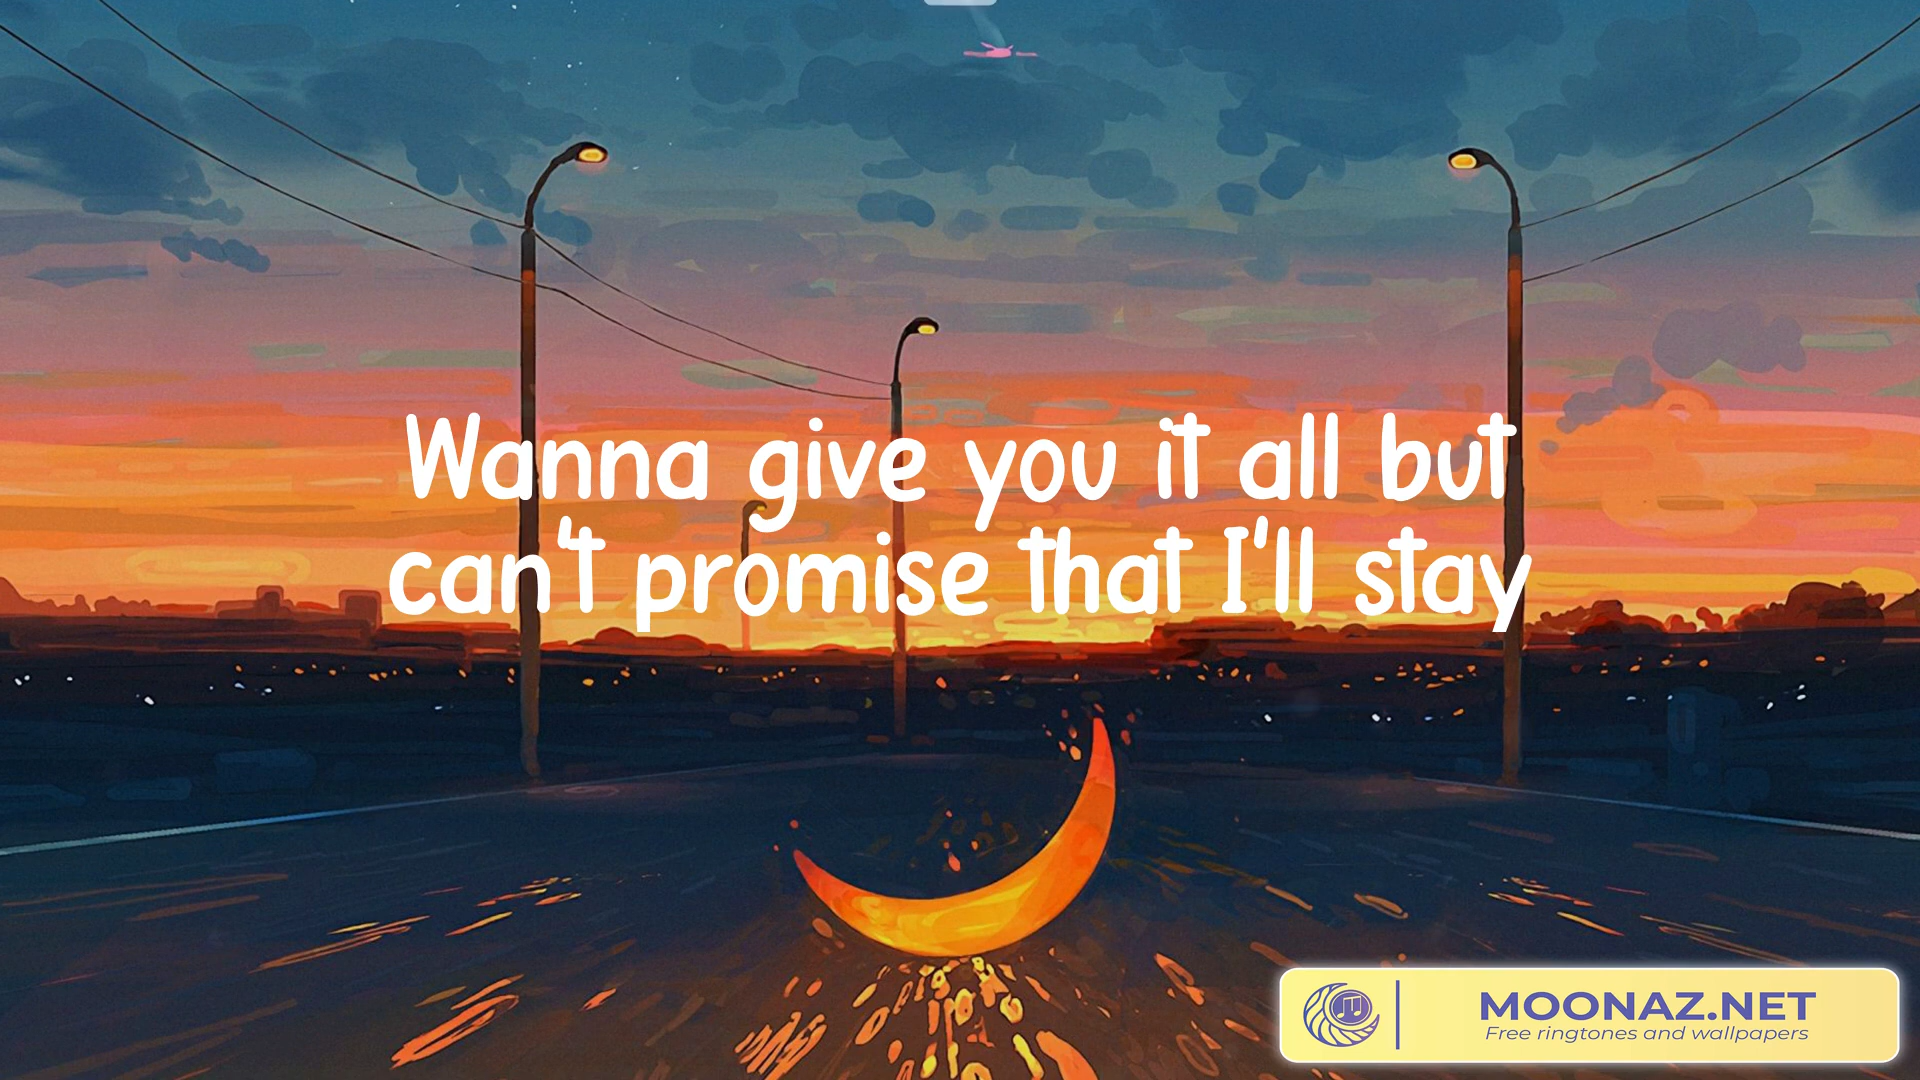 Wanna give you it all but
can't promise that I'll stay
MOONAZ.NET
Free ringtones and wallpapers